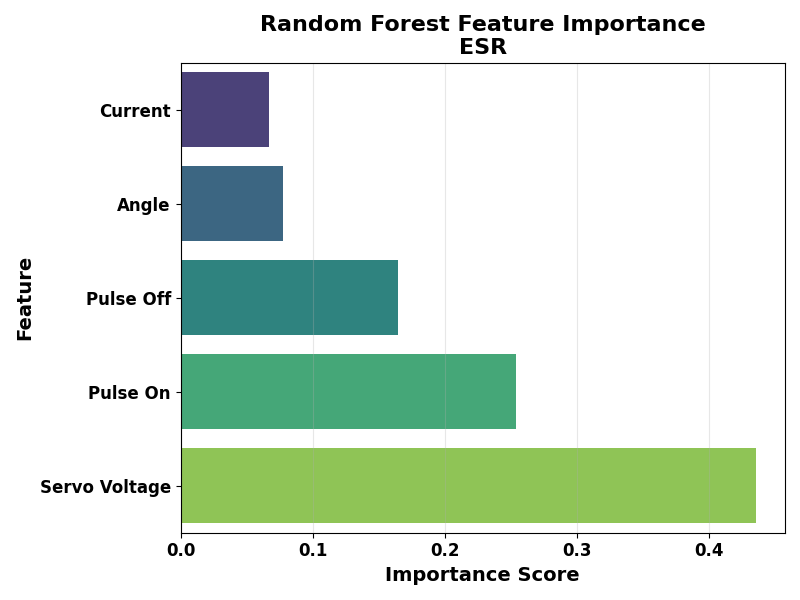 Random Forest Feature Importance
ESR
Feature
Current
Angle
Pulse Off
Pulse On
Servo Voltage
0.0 0.1 0.2 0.3 0.4
Importance Score